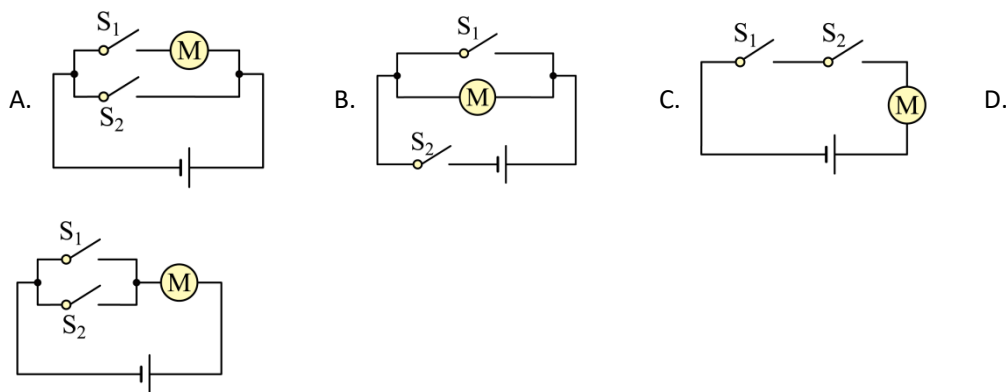 S₁ M
A. S₂
S₁
B. M
S₂
C. S₁ S₂
M
D.
S₁
M
S₂